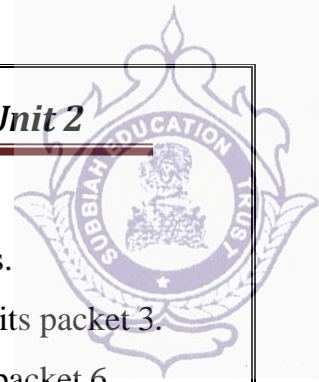 Unit 2
SUBBIAH EDUCATION TRUST
s.
its packet 3.
packet 6